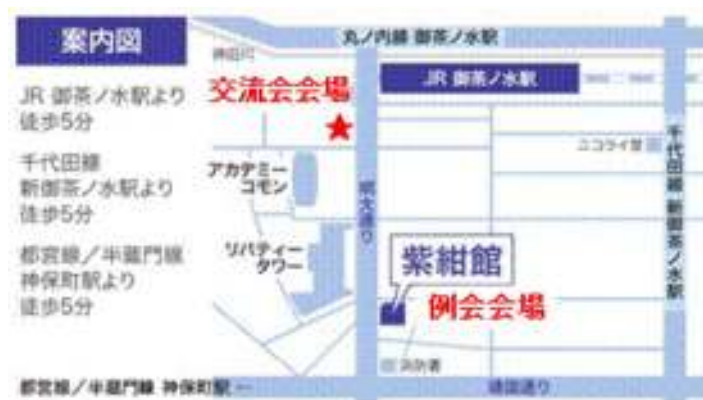 案内図
JR 御茶ノ水駅より
徒歩5分
千代田線
新御茶ノ水駅より
徒歩5分
都営線／半蔵門線
神保町駅より
徒歩5分
丸ノ内線 御茶ノ水駅
神田川
JR 御茶ノ水駅
交流会会場
ニコライ堂
千代田線 新御茶ノ水駅
アカデミー
コモン
明大通り
リバティー
タワー
紫紺館
例会会場
消防署
都営線／半蔵門線 神保町駅←
靖国通り